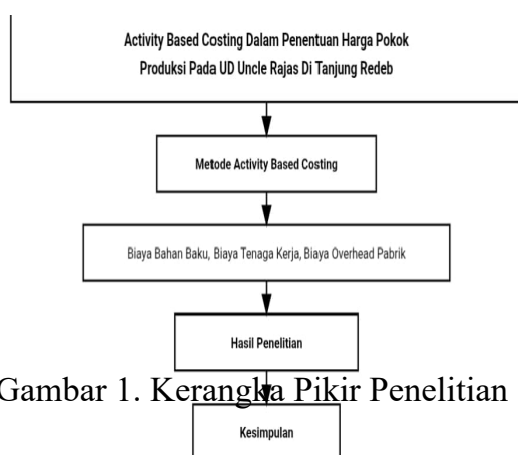 Activity Based Costing Dalam Penentuan Harga Pokok
Produksi Pada UD Uncle Rajas Di Tanjung Redeb
Metode Activity Based Costing
Biaya Bahan Baku, Biaya Tenaga Kerja, Biaya Overhead Pabrik
Hasil Penelitian
Gambar 1. Kerangka Pikir Penelitian
Kesimpulan